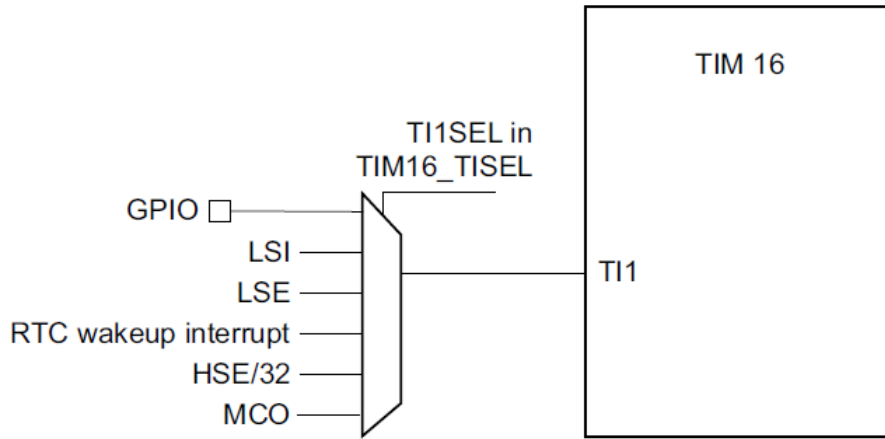 TIM 16
TI1SEL in
TIM16_TISEL
GPIO
LSI
LSE
RTC wakeup interrupt
HSE/32
MCO
TI1